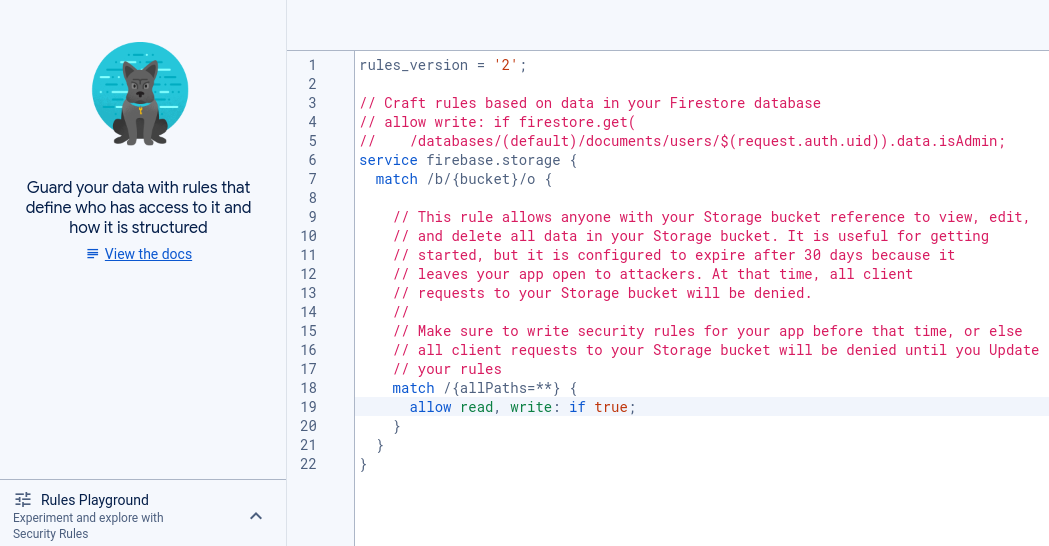 Guard your data with rules that
define who has access to it and
how it is structured
View the docs
Rules Playground
Experiment and explore with
Security Rules
1 rules_version = '2';
2
3 // Craft rules based on data in your Firestore database
4 // allow write: if firestore.get(
5 //    /databases/(default)/documents/users/$(request.auth.uid)).data.isAdmin;
6 service firebase.storage {
7   match /b/{bucket}/o {
8
9     // This rule allows anyone with your Storage bucket reference to view, edit,
10     // and delete all data in your Storage bucket. It is useful for getting
11     // started, but it is configured to expire after 30 days because it
12     // leaves your app open to attackers. At that time, all client
13     // requests to your Storage bucket will be denied.
14     //
15     // Make sure to write security rules for your app before that time, or else
16     // all client requests to your Storage bucket will be denied until you Update
17     // your rules
18     match /{allPaths=**} {
19       allow read, write: if true;
20     }
21   }
22 }